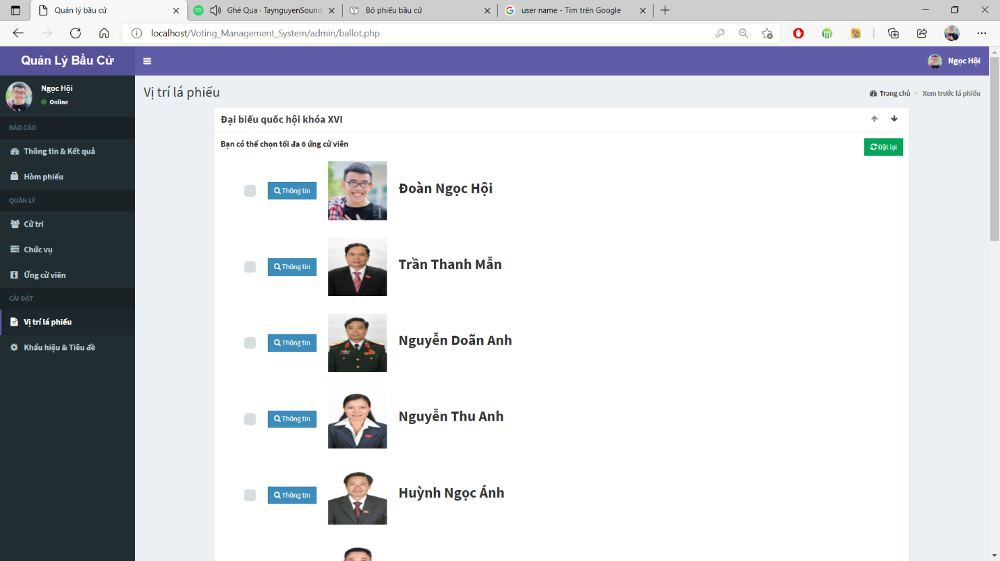 Quản lý bầu cử
Ghé Qua · TaynguyenSound
Bỏ phiếu bầu cử
user name - Tìm trên Google
localhost/Voting_Management_System/admin/ballot.php
Quản Lý Bầu Cử
Ngọc Hội
Ngọc Hội
Online
Vị trí lá phiếu
Trang chủ > Xem trước lá phiếu
BÁO CÁO
Thông tin & Kết quả
Hòm phiếu
QUẢN LÝ
Cử tri
Chức vụ
Ứng cử viên
CÀI ĐẶT
Vị trí lá phiếu
Khẩu hiệu & Tiêu đề
Đại biểu quốc hội khóa XVI
Bạn có thể chọn tối đa 6 ứng cử viên
Đặt lại
Thông tin
Đoàn Ngọc Hội
Thông tin
Trần Thanh Mẫn
Thông tin
Nguyễn Doãn Anh
Thông tin
Nguyễn Thu Anh
Thông tin
Huỳnh Ngọc Ánh